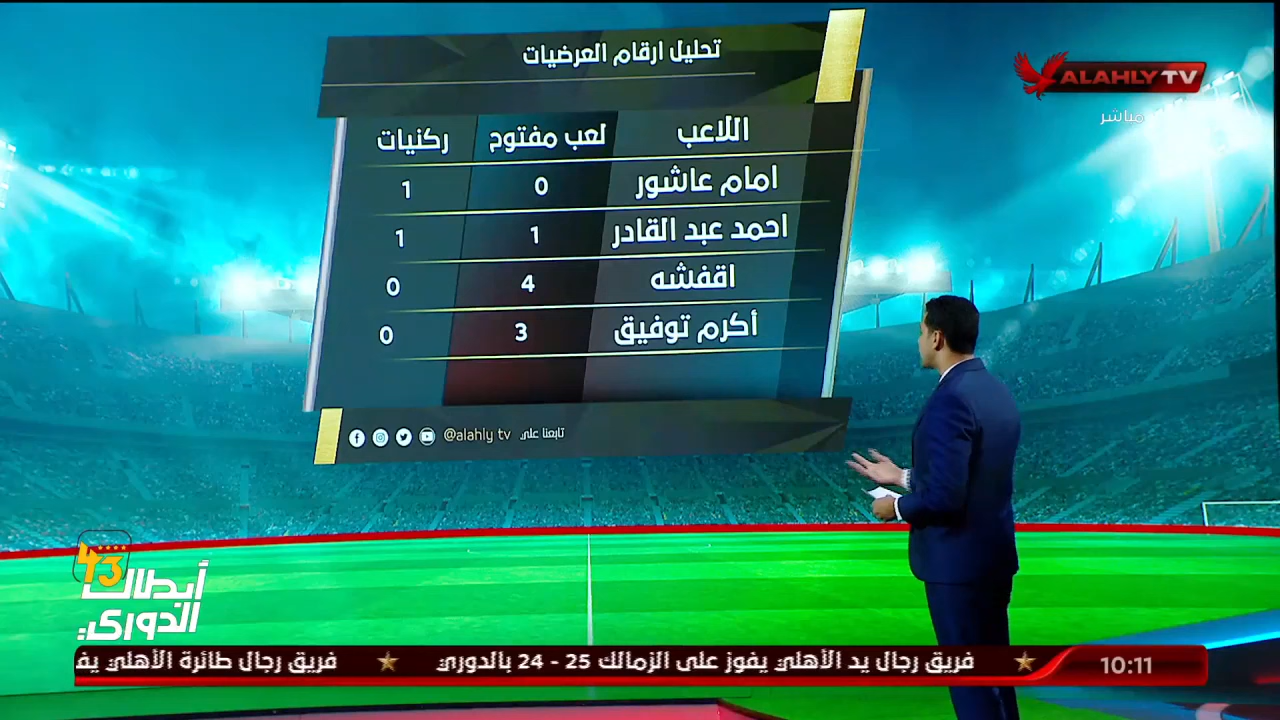 تحليل ارقام العرضيات
اللاعب لعب مفتوح ركنيات
امام عاشور 0 1
احمد عبد القادر 1 1
اقفشه 4 0
أكرم توفيق 3 0
تابعنا علي @alahly tv
ALAHLY TV
مباشر
43
أبطال
الدوري
10:11 فريق رجال يد الأهلي يفوز على الزمالك 25 - 24 بالدوري فريق رجال طائرة الأهلي يف